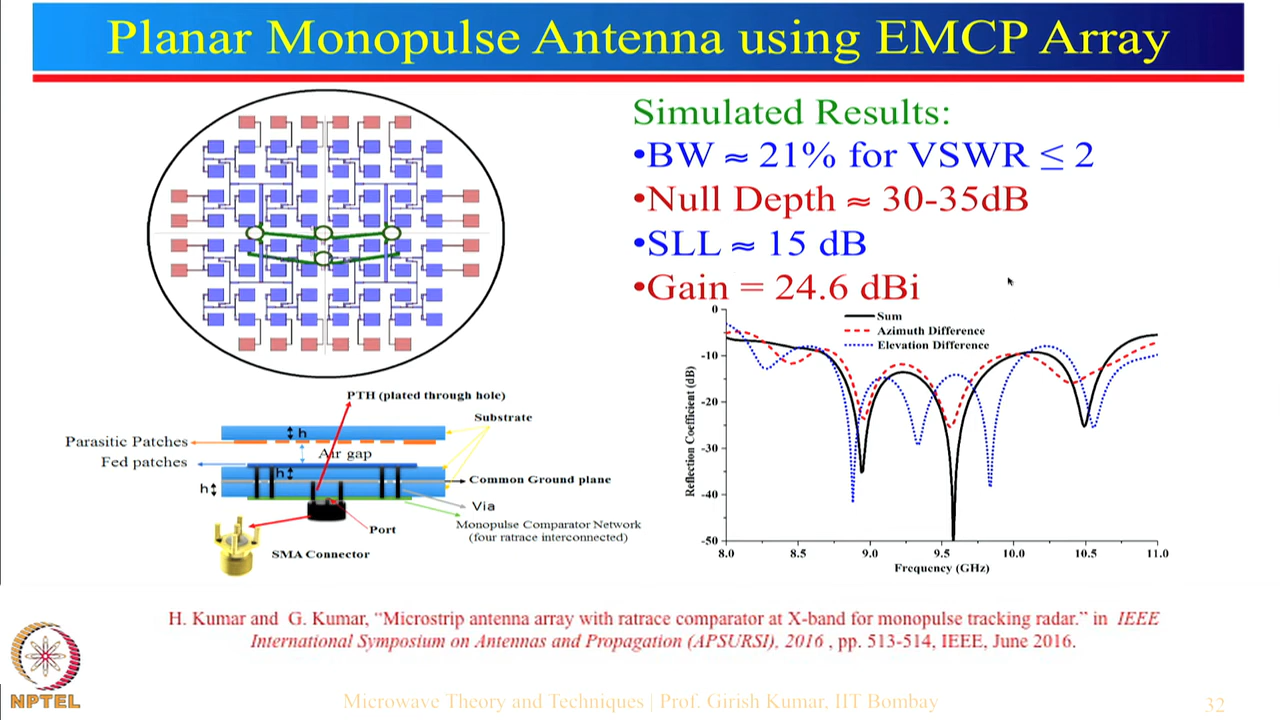 Planar Monopulse Antenna using EMCP Array
Simulated Results:
•BW ≈ 21% for VSWR ≤ 2
•Null Depth ≈ 30-35dB
•SLL ≈ 15 dB
•Gain = 24.6 dBi
PTH (plated through hole)
Substrate
h
Parasitic Patches
Air gap
Fed patches
h
Common Ground plane
h
Via
Port
Monopulse Comparator Network
(four ratrace interconnected)
SMA Connector
Sum
Azimuth Difference
Elevation Difference
Reflection Coefficient (dB)
0
-10
-20
-30
-40
-50
8.0 8.5 9.0 9.5 10.0 10.5 11.0
Frequency (GHz)
H. Kumar and G. Kumar, “Microstrip antenna array with ratrace comparator at X-band for monopulse tracking radar.” in IEEE
International Symposium on Antennas and Propagation (APSURSI), 2016 , pp. 513-514, IEEE, June 2016.
NPTEL
Microwave Theory and Techniques | Prof. Girish Kumar, IIT Bombay
32